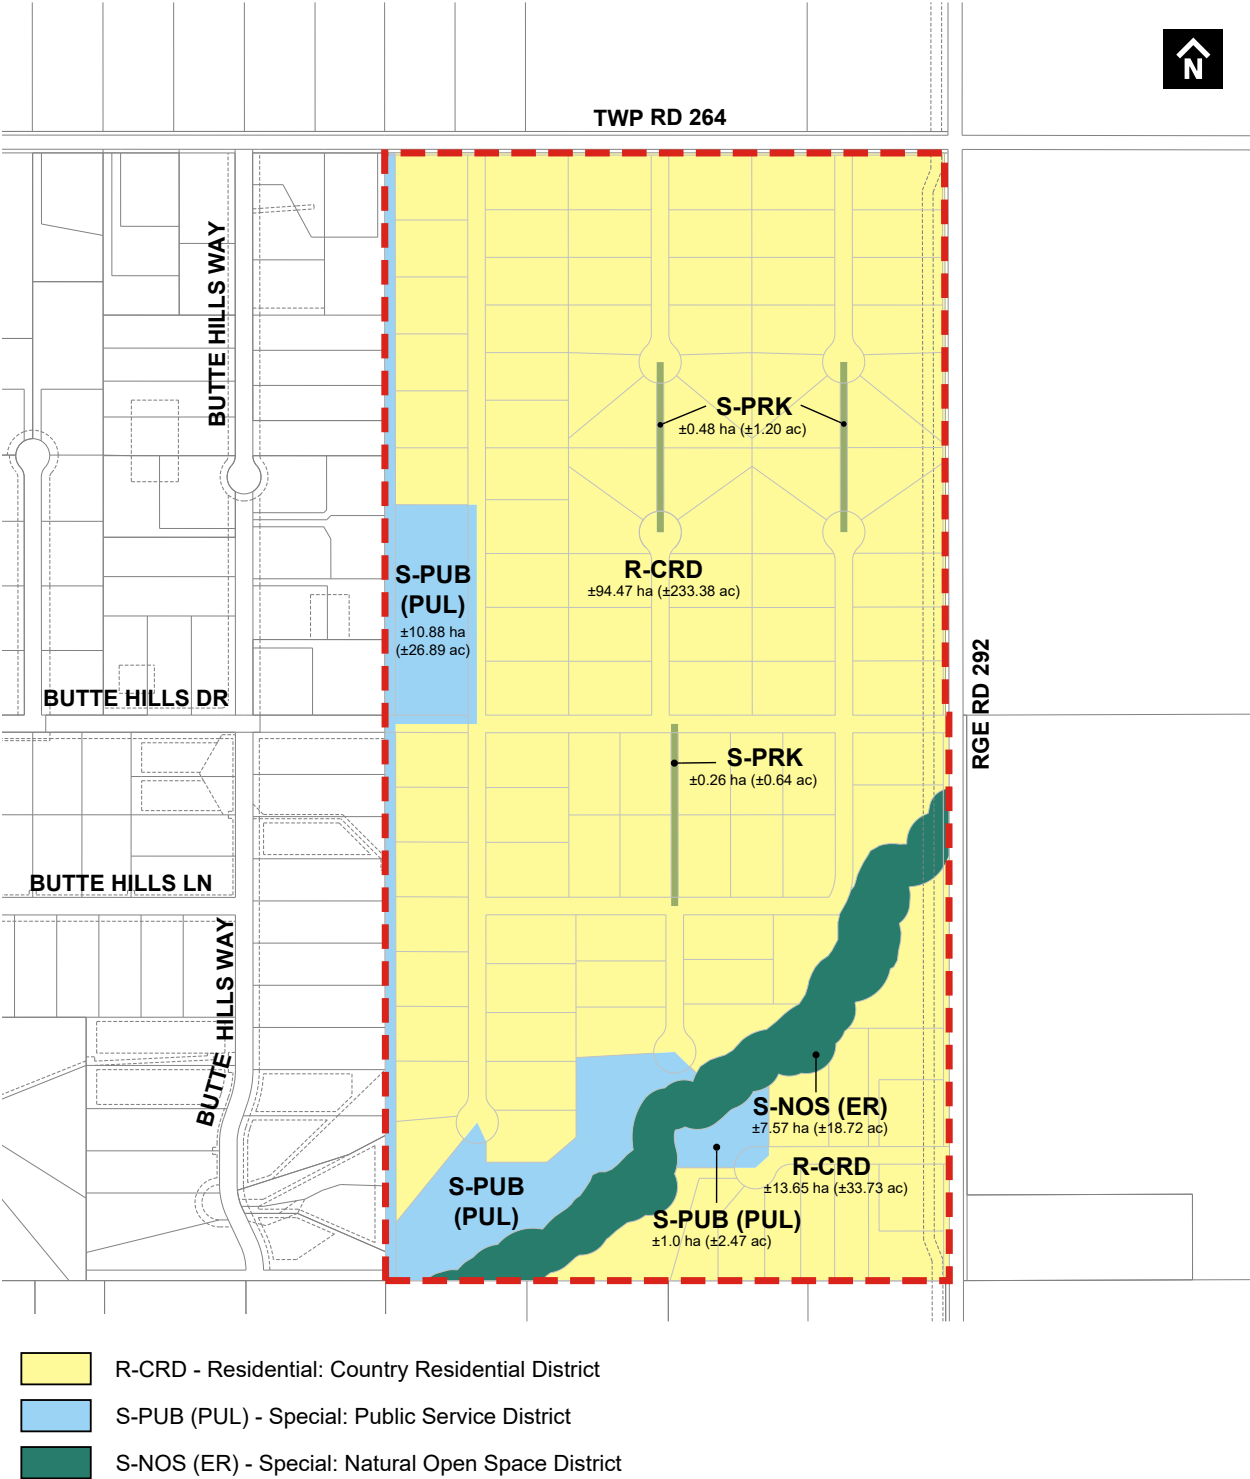 N
TWP RD 264
BUTTE HILLS WAY
S-PRK
±0.48 ha (±1.20 ac)
R-CRD
±94.47 ha (±233.38 ac)
S-PUB
(PUL)
±10.88 ha
(±26.89 ac)
RGE RD 292
BUTTE HILLS DR
S-PRK
±0.26 ha (±0.64 ac)
BUTTE HILLS LN
BUTTE HILLS WAY
S-NOS (ER)
±7.57 ha (±18.72 ac)
R-CRD
±13.65 ha (±33.73 ac)
S-PUB
(PUL)
S-PUB (PUL)
±1.0 ha (±2.47 ac)
R-CRD - Residential: Country Residential District
S-PUB (PUL) - Special: Public Service District
S-NOS (ER) - Special: Natural Open Space District